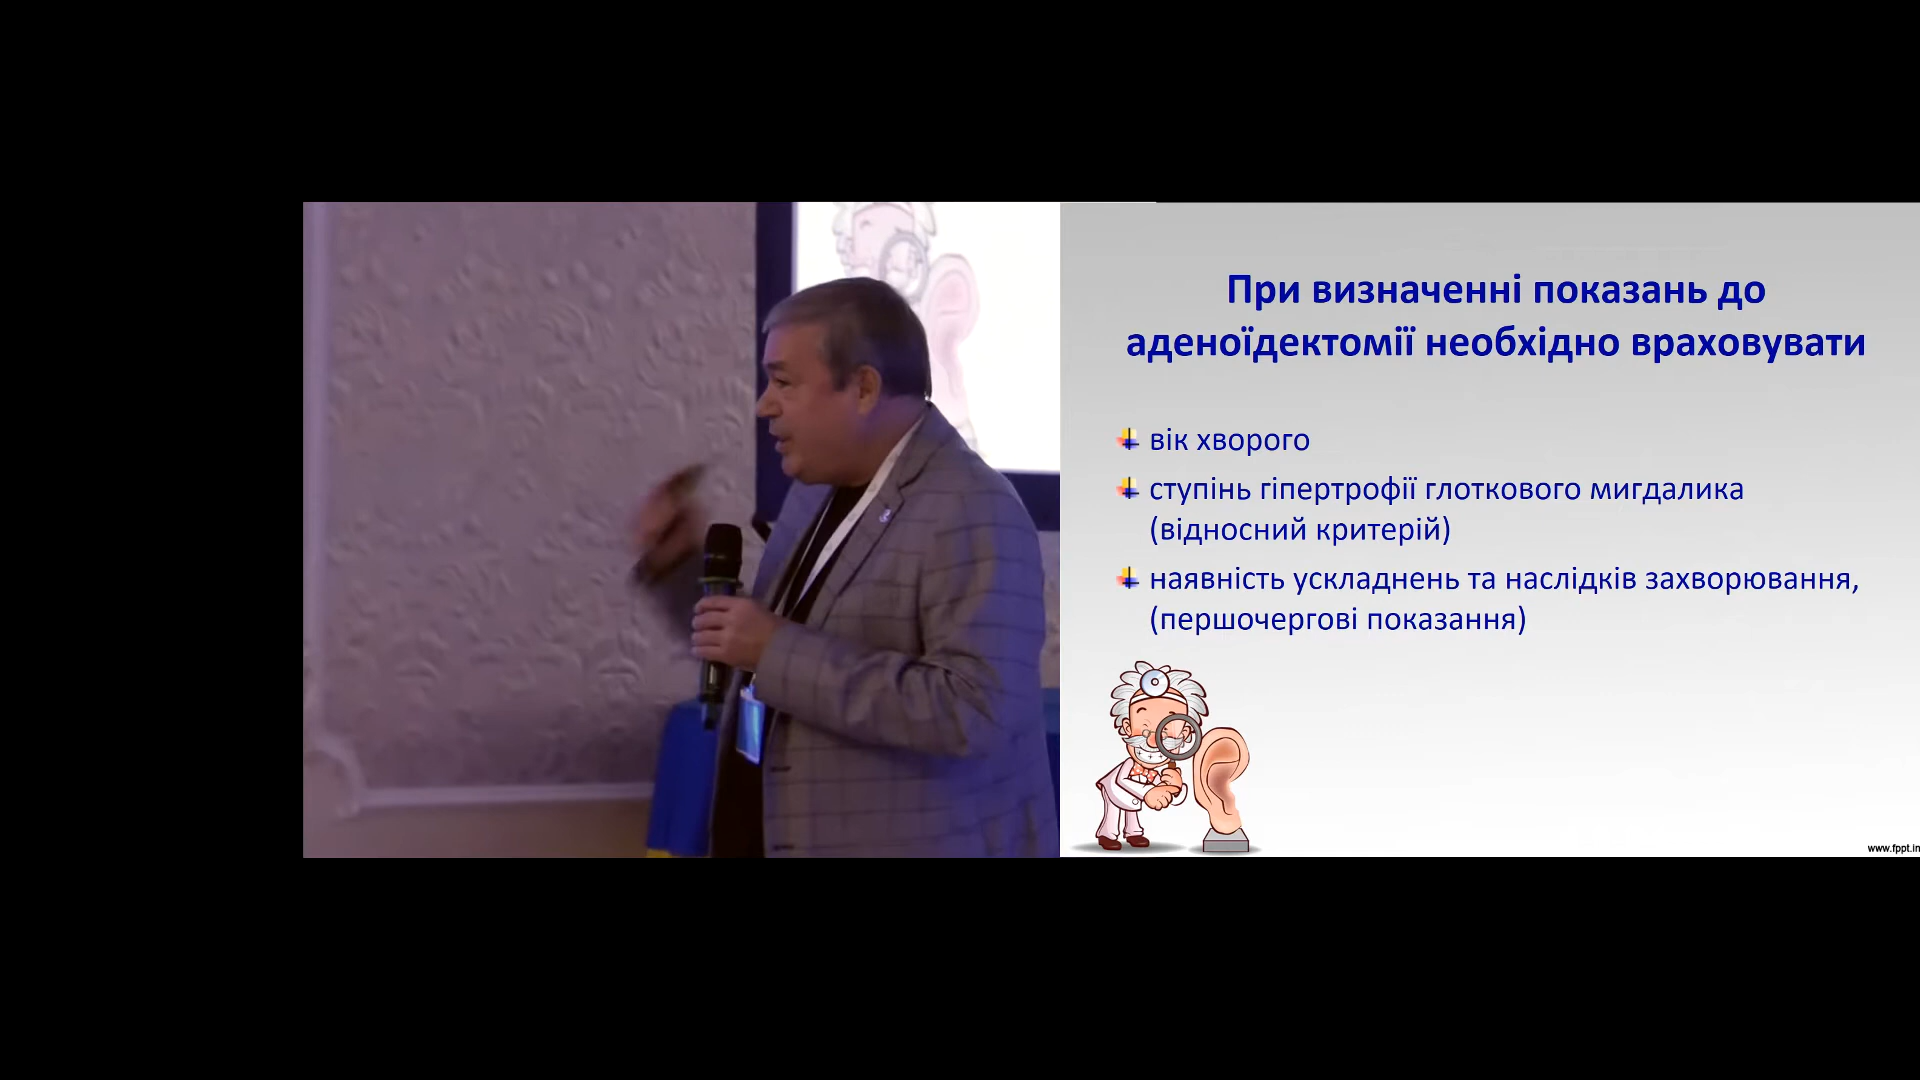 При визначенні показань до
аденоїдектомії необхідно враховувати
вік хворого
ступінь гіпертрофії глоткового мигдалика
(відносний критерій)
наявність ускладнень та наслідків захворювання,
(першочергові показання)
www.fppt.in